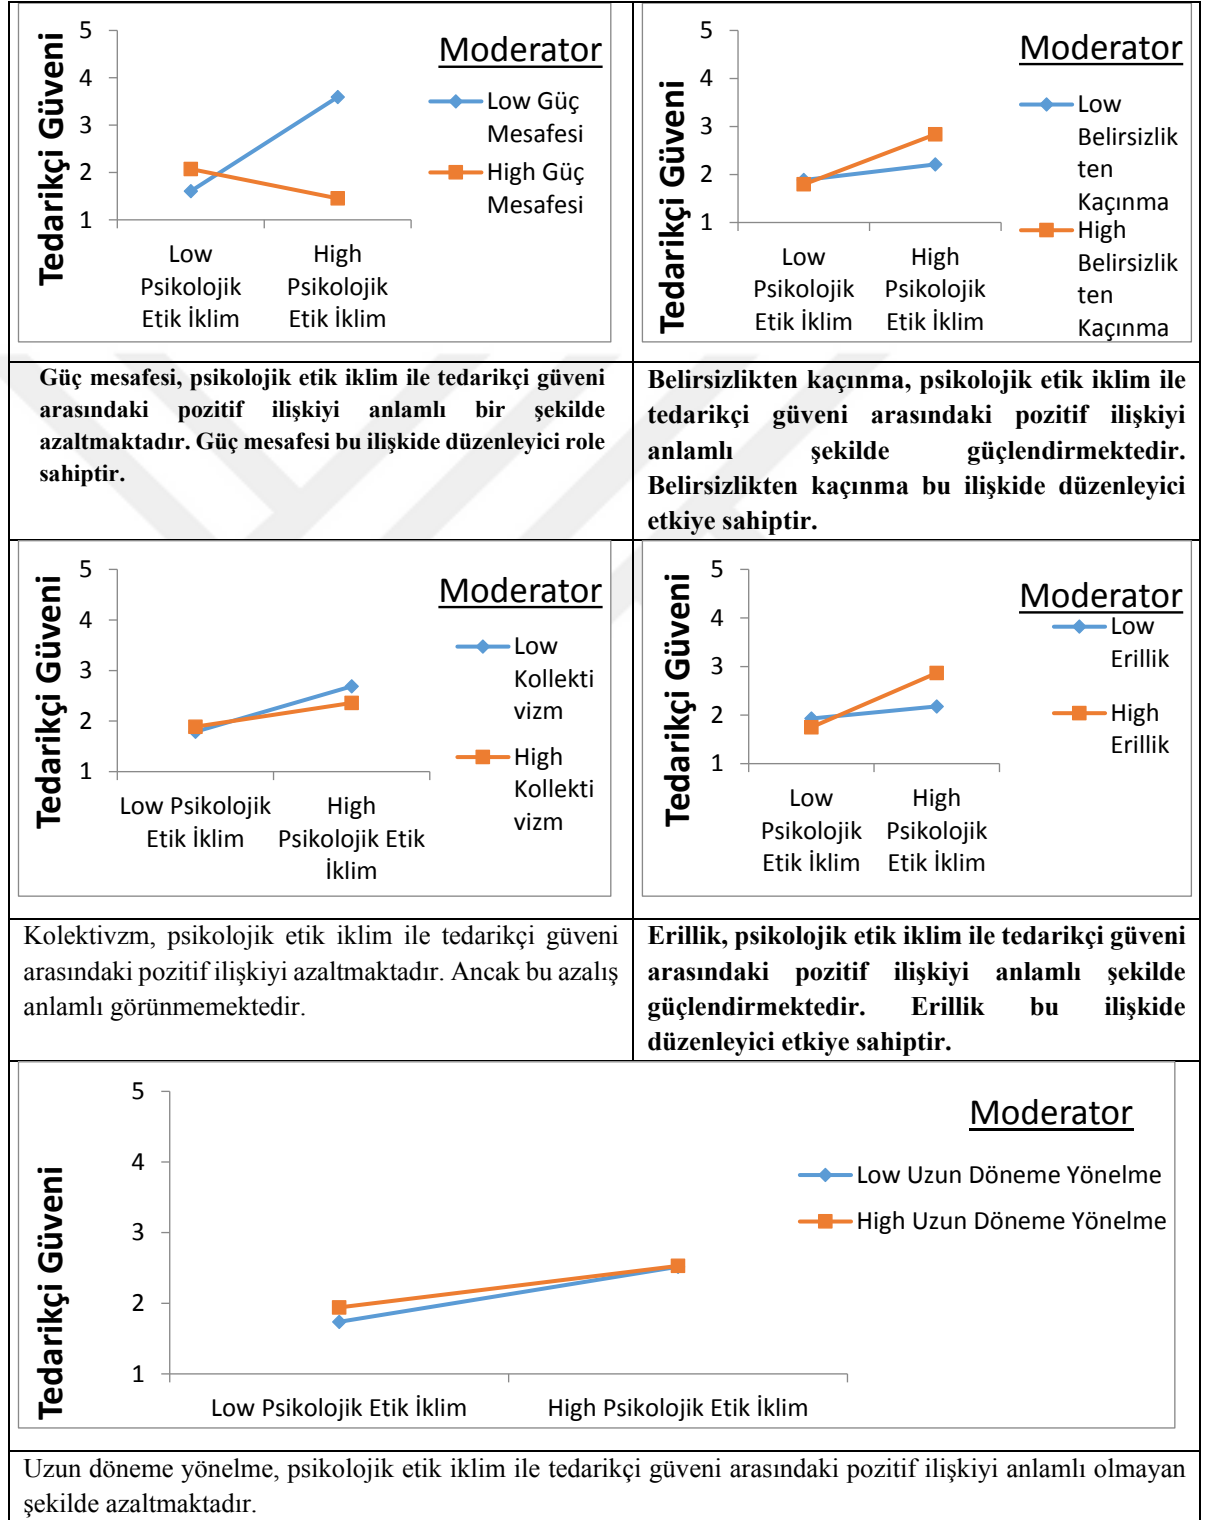 5
4
3
2
1
Tedarikçi Güveni
Low
Psikolojik
Etik İklim
High
Psikolojik
Etik İklim
Moderator
Low Güç
Mesafesi
High Güç
Mesafesi
5
4
3
2
1
Tedarikçi Güveni
Low
Psikolojik
Etik İklim
High
Psikolojik
Etik İklim
Moderator
Low
Belirsizlik
ten
Kaçınma
High
Belirsizlik
ten
Kaçınma
Güç mesafesi, psikolojik etik iklim ile tedarikçi güveni
arasındaki pozitif ilişkiyi anlamlı bir şekilde
azaltmaktadır. Güç mesafesi bu ilişkide düzenleyici role
sahiptir.
Belirsizlikten kaçınma, psikolojik etik iklim ile
tedarikçi güveni arasındaki pozitif ilişkiyi
anlamlı şekilde güçlendirmektedir.
Belirsizlikten kaçınma bu ilişkide düzenleyici
etkiye sahiptir.
5
4
3
2
1
Tedarikçi Güveni
Low Psikolojik
Etik İklim
High
Psikolojik Etik
İklim
Moderator
Low
Kollekti
vizm
High
Kollekti
vizm
5
4
3
2
1
Tedarikçi Güveni
Low
Psikolojik
Etik İklim
High
Psikolojik
Etik İklim
Moderator
Low
Erillik
High
Erillik
Kolektivzm, psikolojik etik iklim ile tedarikçi güveni
arasındaki pozitif ilişkiyi azaltmaktadır. Ancak bu azalış
anlamlı görünmemektedir.
Erillik, psikolojik etik iklim ile tedarikçi güveni
arasındaki pozitif ilişkiyi anlamlı şekilde
güçlendirmektedir. Erillik bu ilişkide
düzenleyici etkiye sahiptir.
5
4
3
2
1
Tedarikçi Güveni
Low Psikolojik Etik İklim
High Psikolojik Etik İklim
Moderator
Low Uzun Döneme Yönelme
High Uzun Döneme Yönelme
Uzun döneme yönelme, psikolojik etik iklim ile tedarikçi güveni arasındaki pozitif ilişkiyi anlamlı olmayan
şekilde azaltmaktadır.